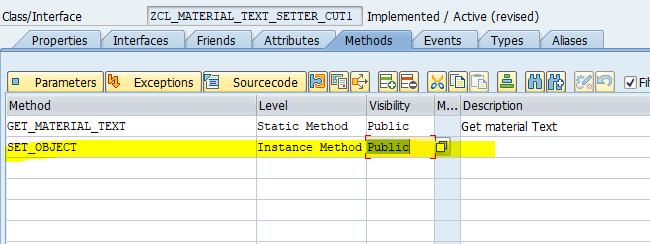 Class/Interface ZCL_MATERIAL_TEXT_SETTER_CUT1 Implemented / Active (revised)
Properties Interfaces Friends Attributes Methods Events Types Aliases
Parameters Exceptions Sourcecode
Method Level Visibility M... Description
GET_MATERIAL_TEXT Static Method Public Get material Text
SET_OBJECT Instance Method Public